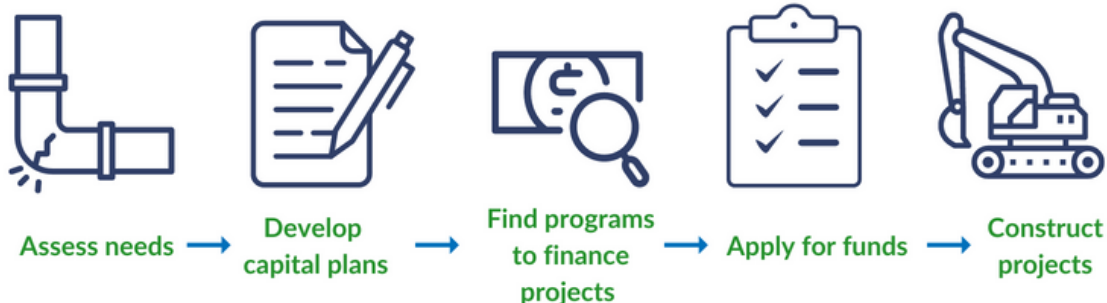 Assess needs
Develop
capital plans
Find programs
to finance
projects
Apply for funds
Construct
projects